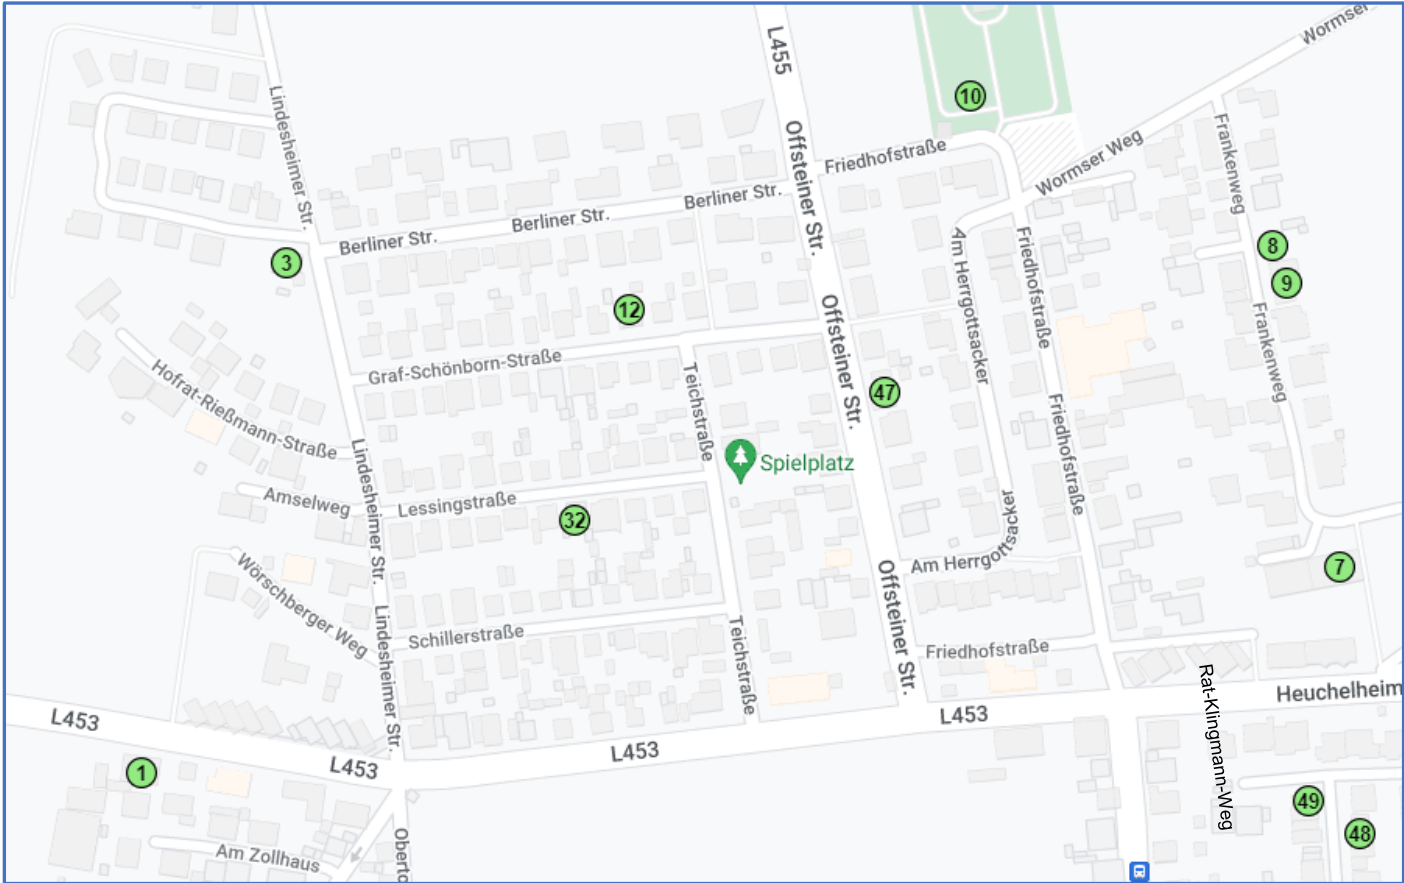 Wormser
L455
10
Lindesheimer Str.
Offsteiner Str.
Friedhofstraße
Wormser Weg
Frankenweg
Berliner Str.
Berliner Str.
Berliner Str.
3
8
9
Am Herrgottsacker
Friedhofstraße
12
Offsteiner Str.
Frankenweg
Graf-Schönborn-Straße
Teichstraße
47
Hofrat-Rießmann-Straße
Friedhofstraße
Lindesheimer Str.
Spielplatz
Amselweg
Lessingstraße
32
Am Herrgottsacker
7
Wörschberger Weg
Offsteiner Str.
Lindesheimer Str.
Schillerstraße
Teichstraße
Friedhofstraße
Rat-Klingmann-Weg
Heuchelheim
L453
L453
L453
L453
1
49
48
Am Zollhaus
Oberto